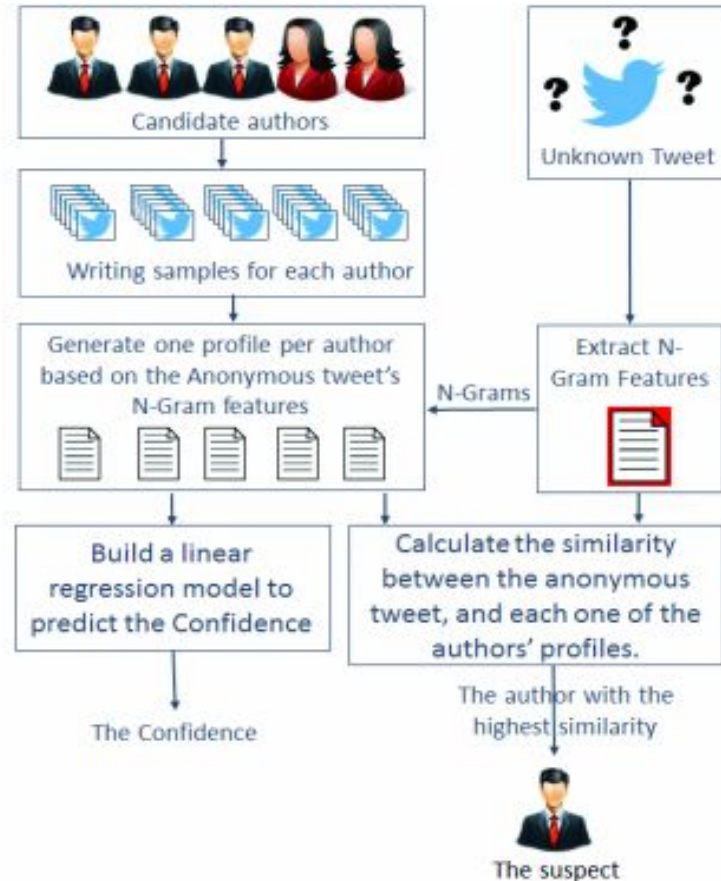 Candidate authors
? ? ?
Unknown Tweet
Writing samples for each author
Generate one profile per author
based on the Anonymous tweet's
N-Gram features
N-Grams
Extract N-
Gram Features
Build a linear
regression model to
predict the Confidence
Calculate the similarity
between the anonymous
tweet, and each one of the
authors' profiles.
The Confidence
The author with the
highest similarity
The suspect